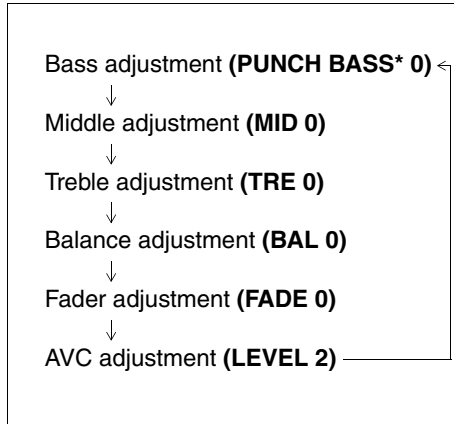 Bass adjustment (PUNCH BASS* 0)
Middle adjustment (MID 0)
Treble adjustment (TRE 0)
Balance adjustment (BAL 0)
Fader adjustment (FADE 0)
AVC adjustment (LEVEL 2)